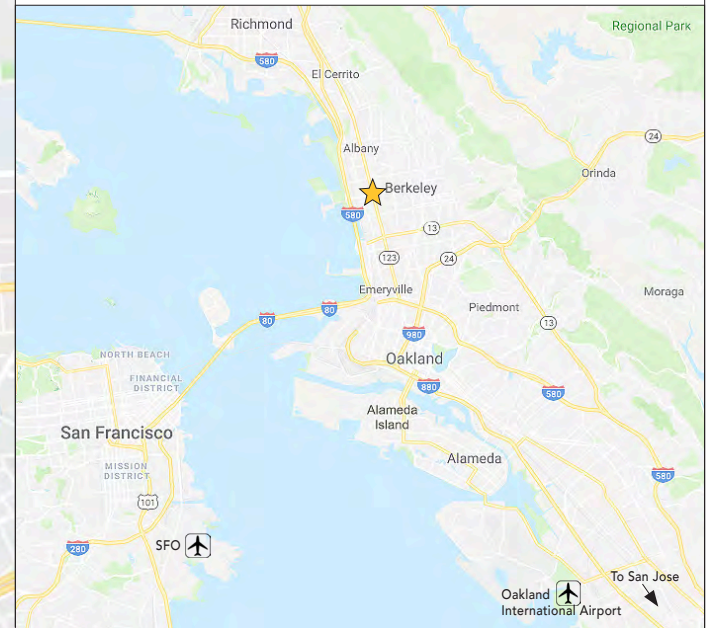 Richmond
Regional Park
580
El Cerrito
24
Albany
Orinda
Berkeley
580
13
123
24
Emeryville
Moraga
80
80
Piedmont
13
980
NORTH BEACH
Oakland
FINANCIAL
DISTRICT
880
580
Alameda
Island
San Francisco
Alameda
MISSION
DISTRICT
580
101
280
SFO
To San Jose
Oakland
International Airport